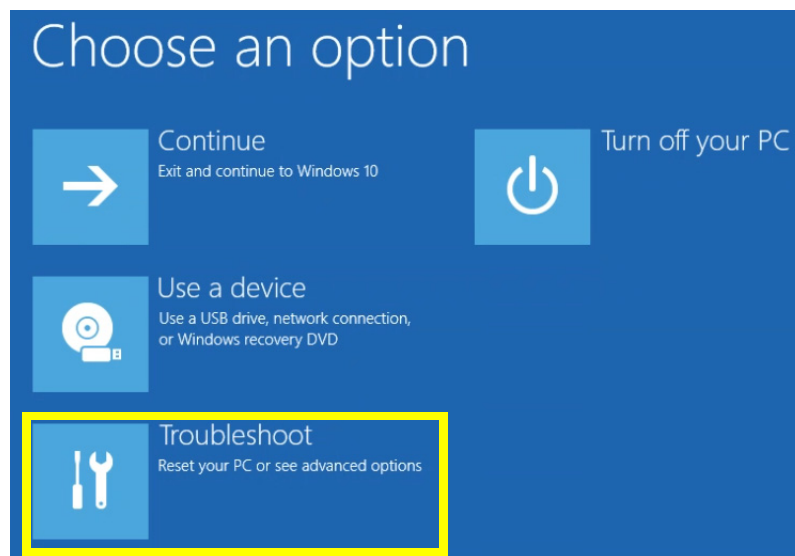 Choose an option
Continue
Exit and continue to Windows 10
Turn off your PC
Use a device
Use a USB drive, network connection,
or Windows recovery DVD
Troubleshoot
Reset your PC or see advanced options